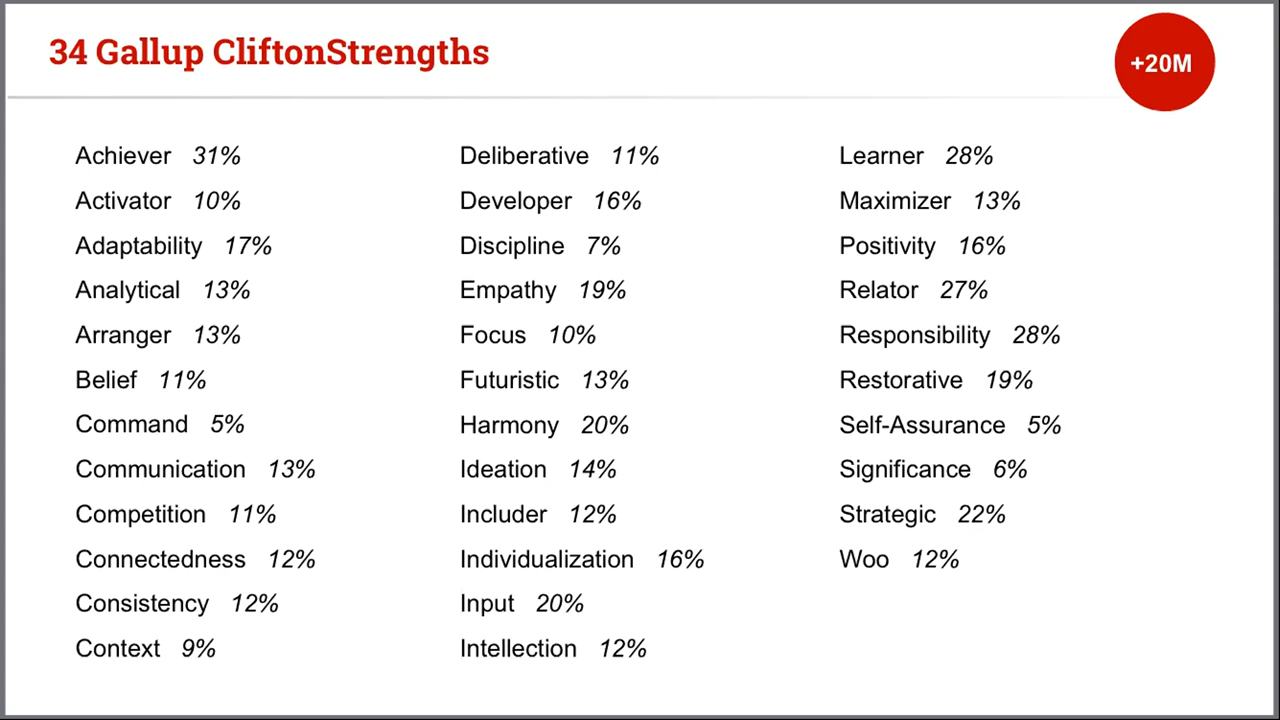 34 Gallup CliftonStrengths
+20M
Achiever 31%
Activator 10%
Adaptability 17%
Analytical 13%
Arranger 13%
Belief 11%
Command 5%
Communication 13%
Competition 11%
Connectedness 12%
Consistency 12%
Context 9%
Deliberative 11%
Developer 16%
Discipline 7%
Empathy 19%
Focus 10%
Futuristic 13%
Harmony 20%
Ideation 14%
Includer 12%
Individualization 16%
Input 20%
Intellection 12%
Learner 28%
Maximizer 13%
Positivity 16%
Relator 27%
Responsibility 28%
Restorative 19%
Self-Assurance 5%
Significance 6%
Strategic 22%
Woo 12%